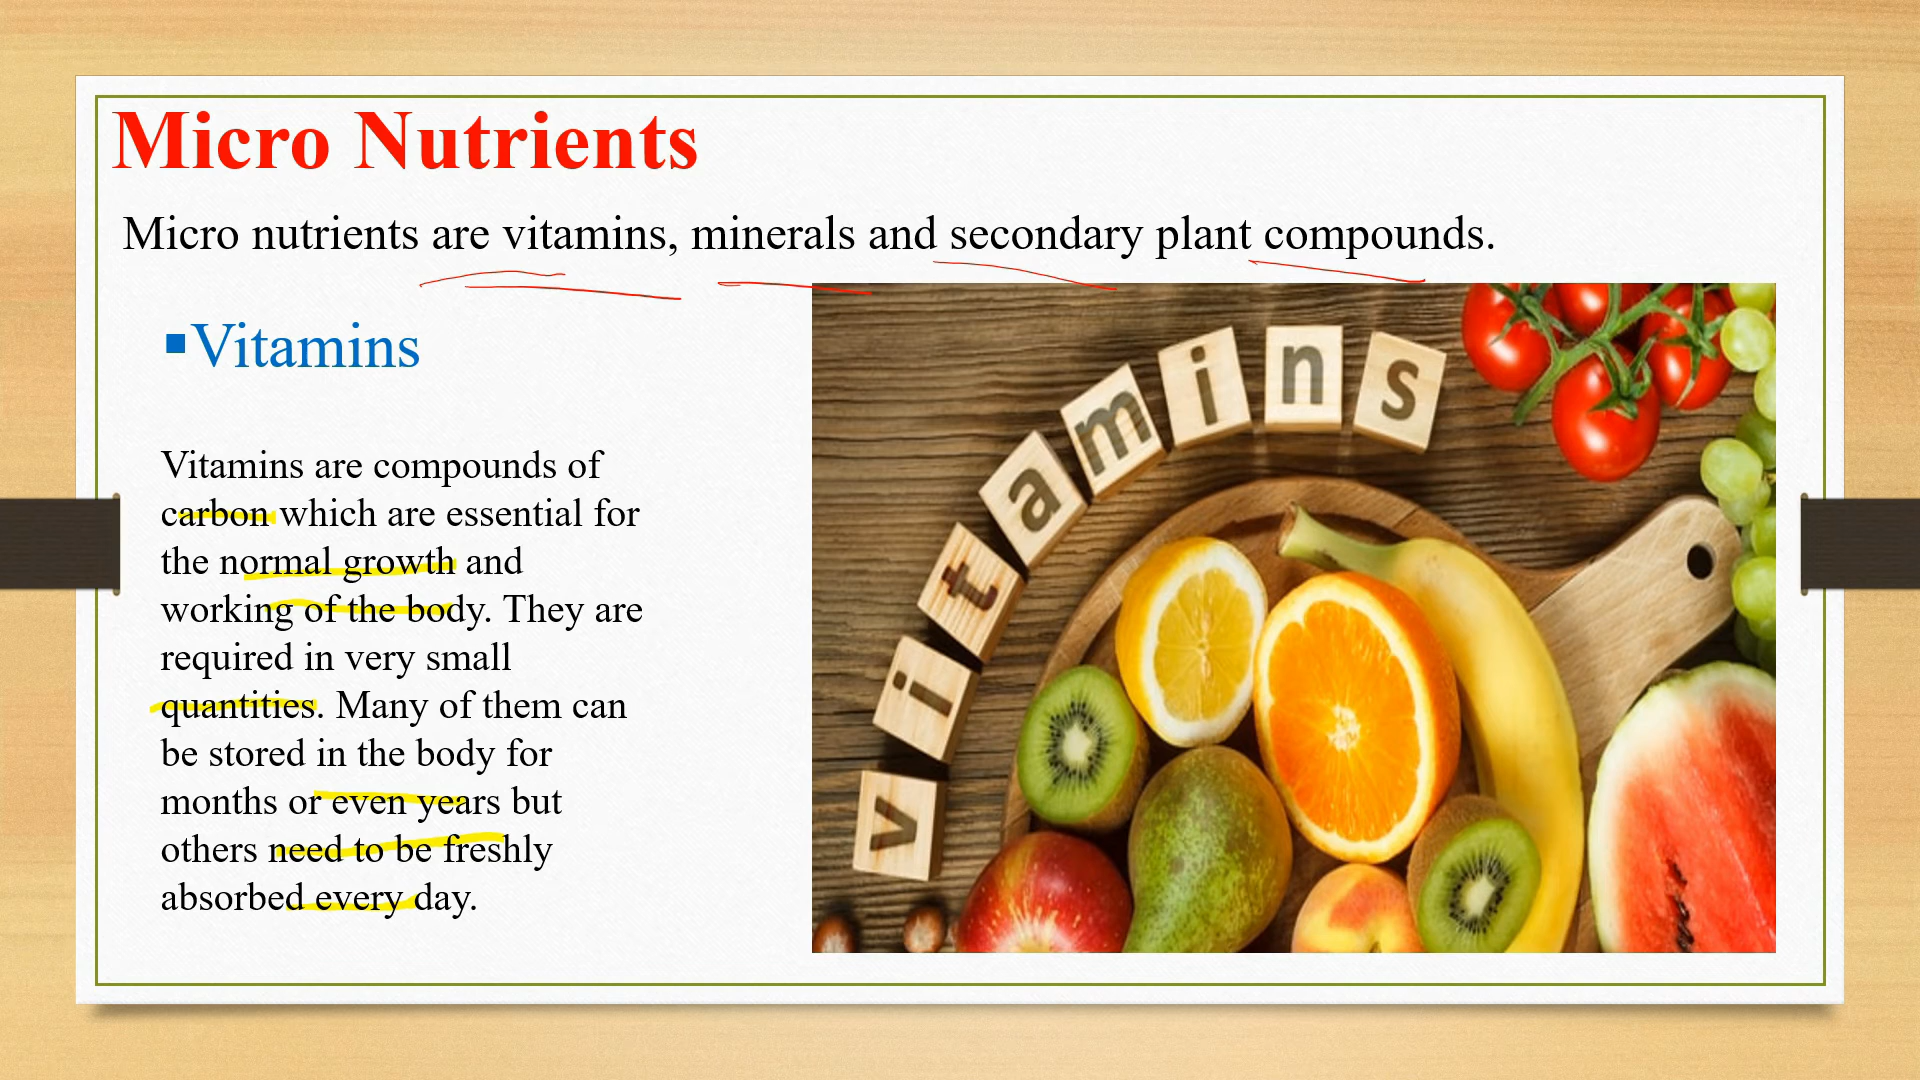 Micro Nutrients
Micro nutrients are vitamins, minerals and secondary plant compounds.
▪Vitamins
Vitamins are compounds of
carbon which are essential for
the normal growth and
working of the body. They are
required in very small
quantities. Many of them can
be stored in the body for
months or even years but
others need to be freshly
absorbed every day.
vitamins